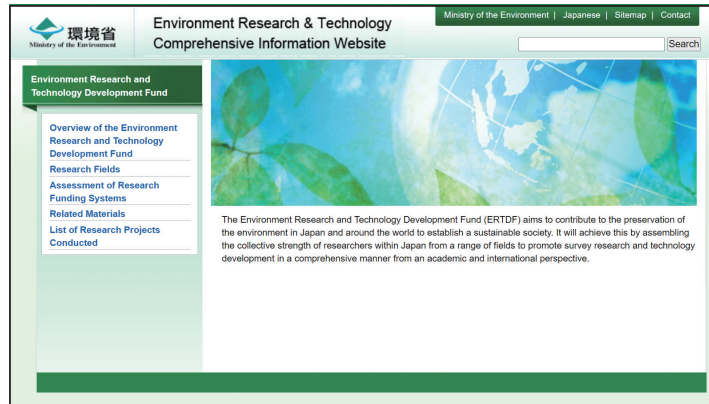 環境省
Ministry of the Environment
Environment Research & Technology
Comprehensive Information Website
Ministry of the Environment | Japanese | Sitemap | Contact
Search
Environment Research and
Technology Development Fund
Overview of the Environment
Research and Technology
Development Fund
Research Fields
Assessment of Research
Funding Systems
Related Materials
List of Research Projects
Conducted
The Environment Research and Technology Development Fund (ERTDF) aims to contribute to the preservation of
the environment in Japan and around the world to establish a sustainable society. It will achieve this by assembling
the collective strength of researchers within Japan from a range of fields to promote survey research and technology
development in a comprehensive manner from an academic and international perspective.